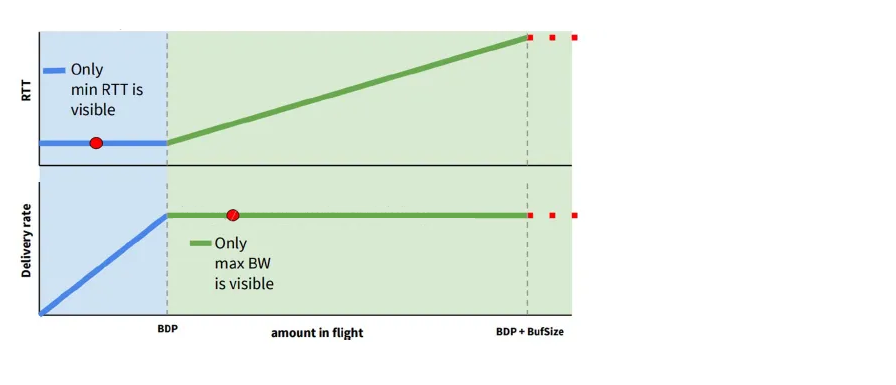 RTT
Only
min RTT is
visible
Delivery rate
Only
max BW
is visible
BDP
amount in flight
BDP + BufSize